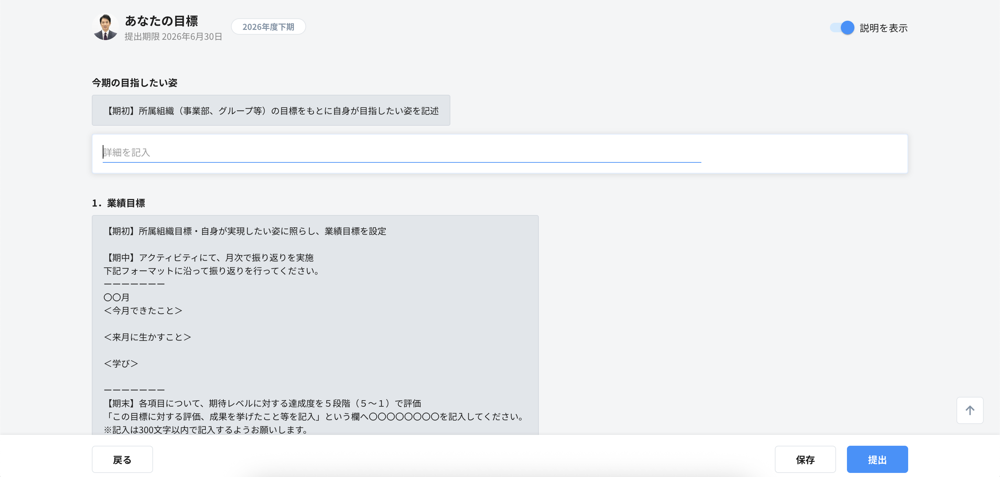 あなたの目標
提出期限 2026年6月30日
2026年度下期
説明を表示
今期の目指したい姿
【期初】所属組織（事業部、グループ等）の目標をもとに自身が目指したい姿を記述
詳細を記入
1．業績目標
【期初】所属組織目標・自身が実現したい姿に照らし、業績目標を設定
【期中】アクティビティにて、月次で振り返りを実施
下記フォーマットに沿って振り返りを行ってください。
ーーーーーーー
〇〇月
＜今月できたこと＞
＜来月に生かすこと＞
＜学び＞
ーーーーーーー
【期末】各項目について、期待レベルに対する達成度を５段階（５〜１）で評価
「この目標に対する評価、成果を挙げたこと等を記入」という欄へ〇〇〇〇〇〇〇〇を記入してください。
※記入は300文字以内で記入するようお願いします。
戻る
保存
提出